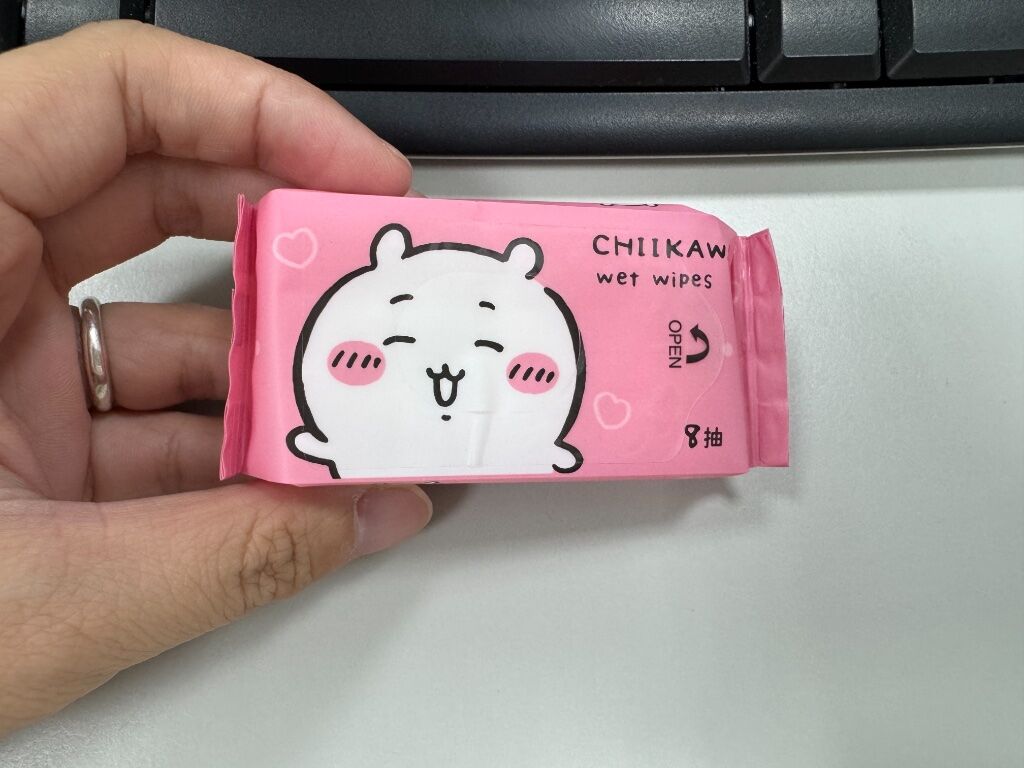 CHIIKAW
wet wipes
OPEN
8抽